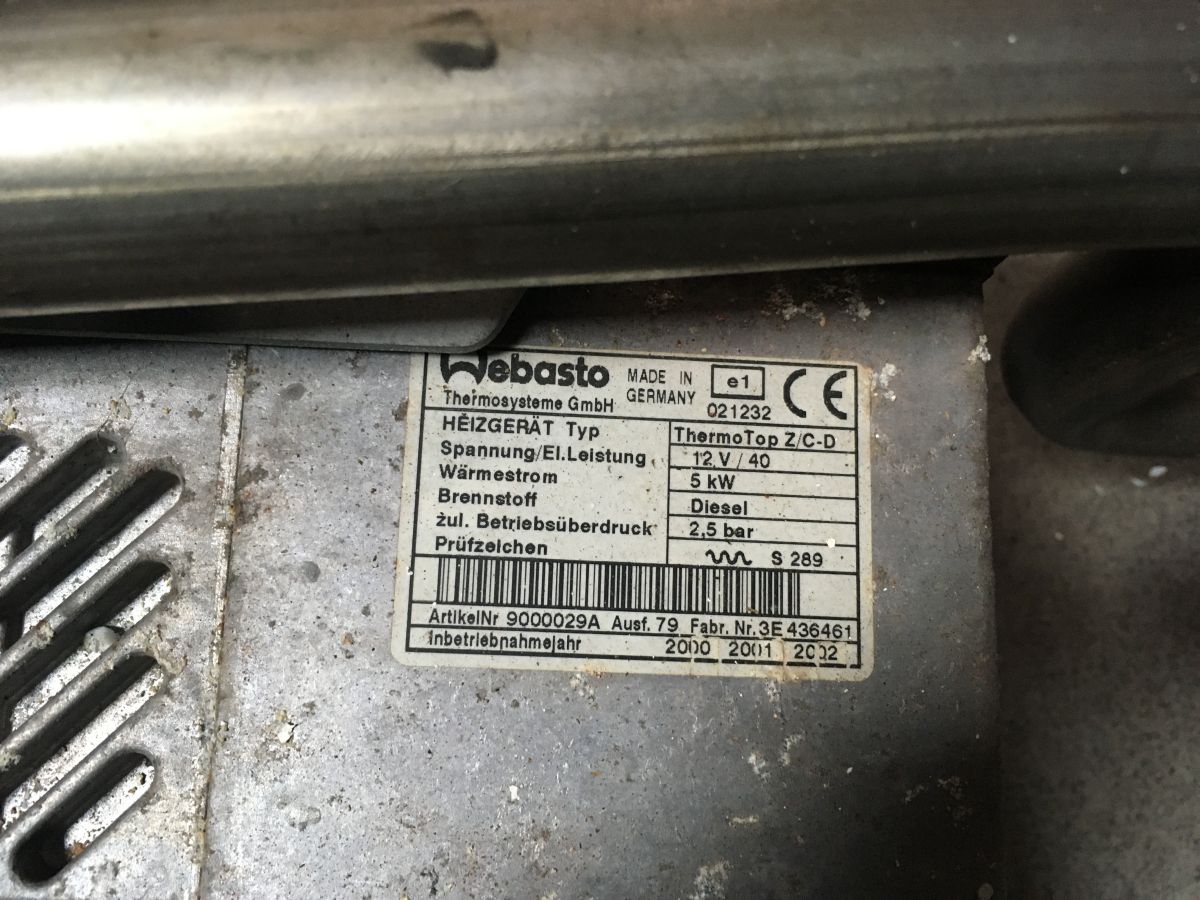 Webasto
Thermosysteme GmbH
MADE IN
GERMANY
e1
021232
CE
HEIZGERÄT Typ ThermoTop Z/C-D
Spannung/El.Leistung 12 V / 40
Wärmestrom 5 kW
Brennstoff Diesel
zul. Betriebsüberdruck 2,5 bar
Prüfzeichen S 289
ArtikelNr 9000029A Ausf. 79 Fabr. Nr. 3E 436461
Inbetriebnahmejahr 2000 2001 2002